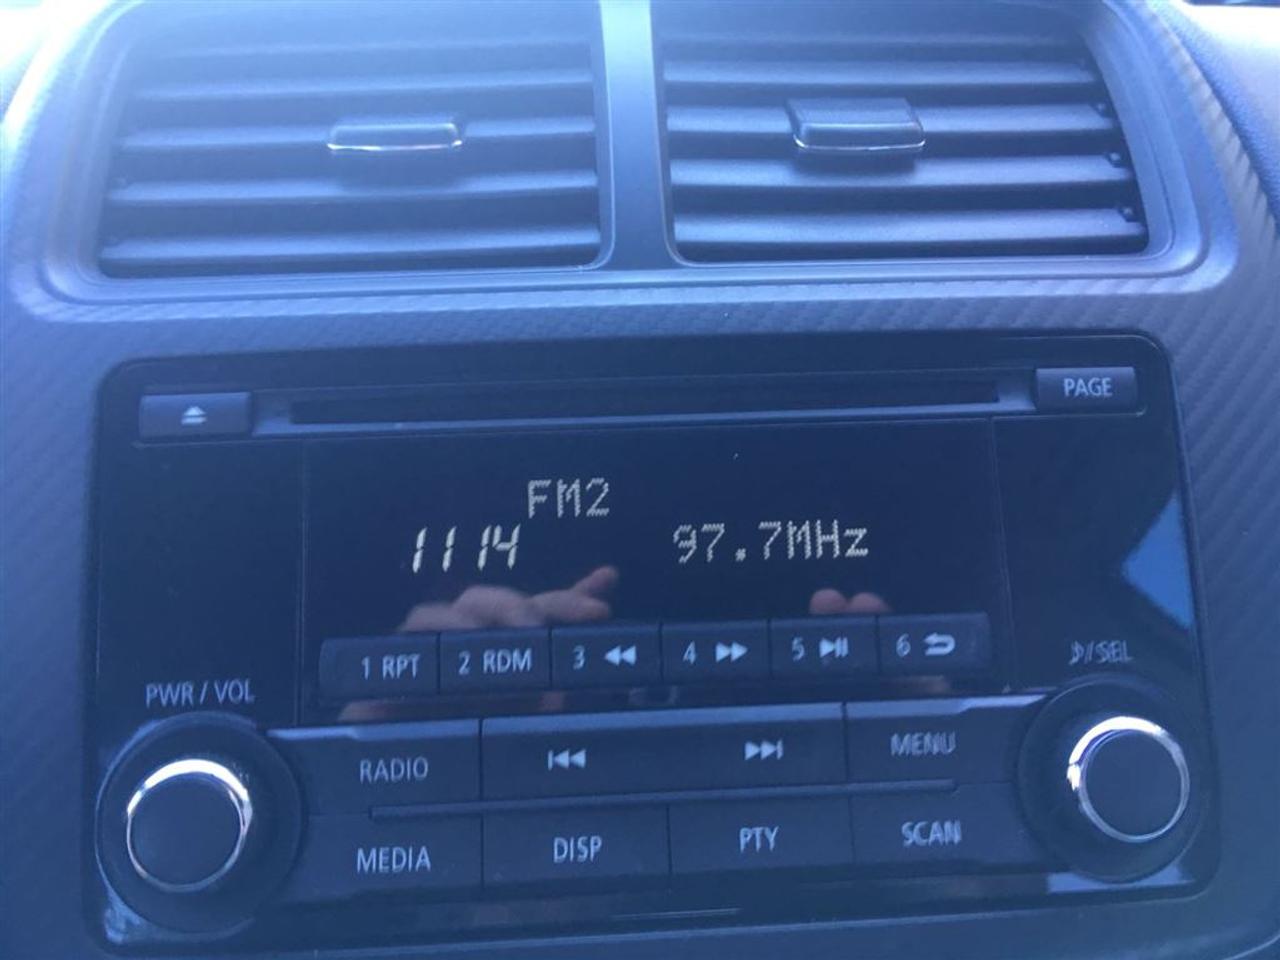 PAGE
FM2
1114 97.7MHz
1 RPT 2 RDM 3 4 5 6
PWR / VOL
♪/SEL
RADIO
MENU
MEDIA DISP PTY SCAN